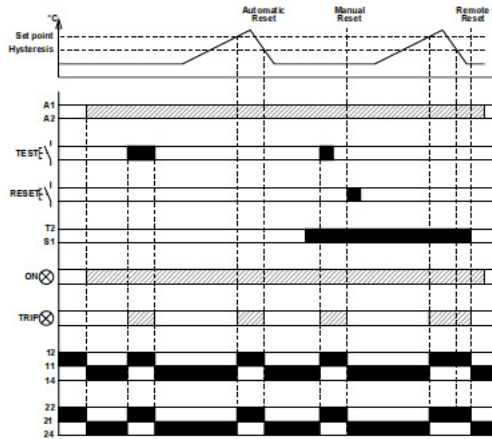 Automatic Reset
Manual Reset
Remote Reset
°C
Set point
Hysteresis
A1
A2
TEST
RESET
T2
S1
ON
TRIP
12
11
14
22
21
24